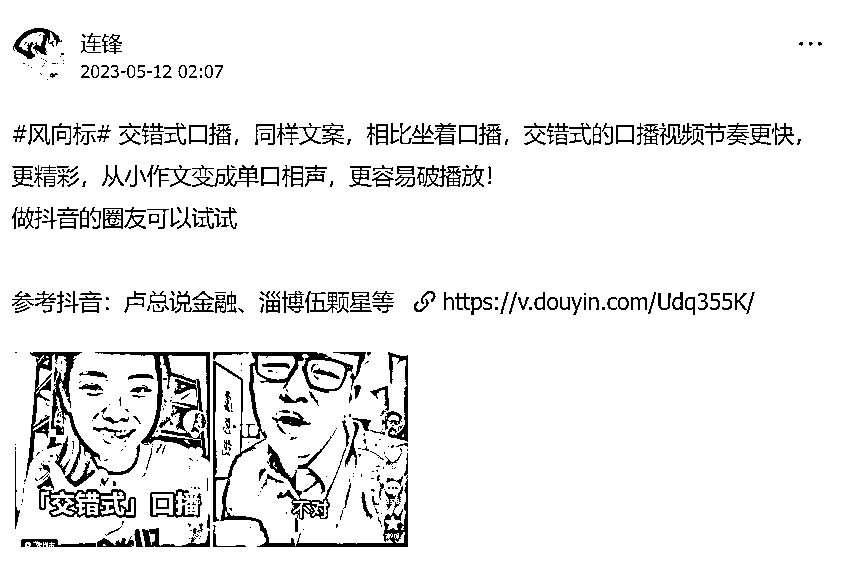 连锋
2023-05-12 02:07
#风向标# 交错式口播，同样文案，相比坐着口播，交错式的口播视频节奏更快，
更精彩，从小作文变成单口相声，更容易破播放！
做抖音的圈友可以试试
参考抖音：卢总说金融、淄博伍颗星等 https://v.douyin.com/Udq355K/
「交错式」口播
不对